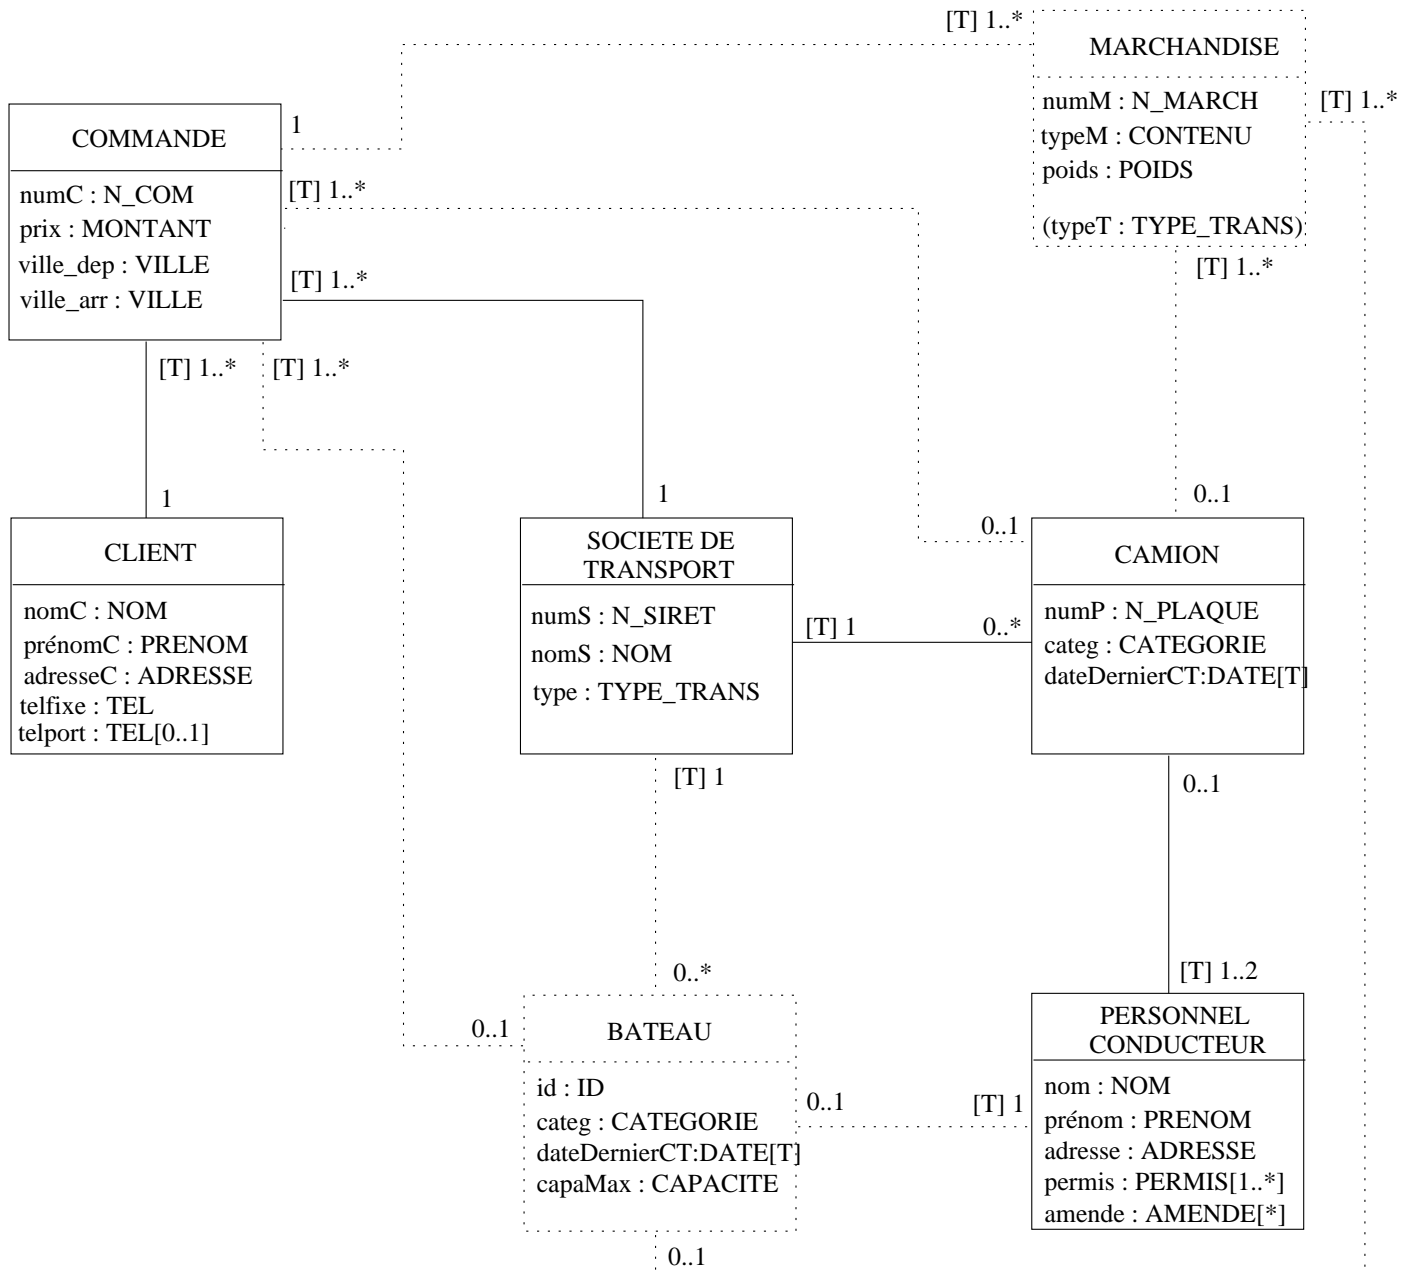 [T] 1..*
MARCHANDISE
numM : N_MARCH
typeM : CONTENU
poids : POIDS
(typeT : TYPE_TRANS)
[T] 1..*
[T] 1..*
COMMANDE
numC : N_COM
prix : MONTANT
ville_dep : VILLE
ville_arr : VILLE
1
[T] 1..*
[T] 1..*
[T] 1..*
[T] 1..*
1
1
0..1
0..1
CLIENT
nomC : NOM
prénomC : PRENOM
adresseC : ADRESSE
telfixe : TEL
telport : TEL[0..1]
SOCIETE DE
TRANSPORT
numS : N_SIRET
nomS : NOM
type : TYPE_TRANS
[T] 1
0..*
CAMION
numP : N_PLAQUE
categ : CATEGORIE
dateDernierCT:DATE[T]
[T] 1
0..1
0..*
[T] 1..2
0..1
BATEAU
id : ID
categ : CATEGORIE
dateDernierCT:DATE[T]
capaMax : CAPACITE
0..1
[T] 1
PERSONNEL
CONDUCTEUR
nom : NOM
prénom : PRENOM
adresse : ADRESSE
permis : PERMIS[1..*]
amende : AMENDE[*]
0..1